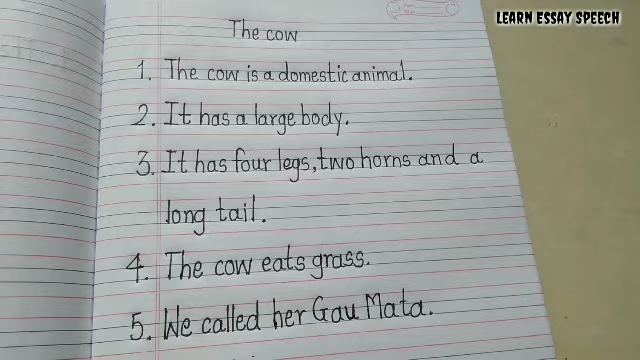 LEARN ESSAY SPEECH
The cow
1. The cow is a domestic animal.
2. It has a large body.
3. It has four legs, two horns and a
long tail.
4. The cow eats grass.
5. We called her Gau Mata.